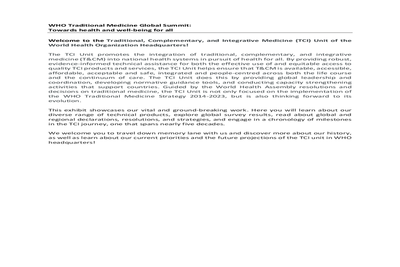 WHO Traditional Medicine Global Summit:
Towards health and well-being for all
Welcome to the Traditional, Complementary, and Integrative Medicine (TCI) Unit of the
World Health Organization Headquarters!
The TCI Unit promotes the integration of traditional, complementary, and integrative
medicine (T&CM) into national health systems in pursuit of health for all. By providing robust,
evidence-informed technical assistance for both the effective use of and equitable access to
quality TCI products and services, the TCI Unit helps ensure that T&CM is available, accessible,
affordable, acceptable and safe, integrated and people-centred across both the life course
and the continuum of care. The TCI Unit does this by providing global leadership and
coordination, developing normative guidance tools, and conducting capacity strengthening
activities that support countries. Guided by the World Health Assembly resolutions and
decisions on traditional medicine, the TCI Unit is not only focused on the implementation of
the WHO Traditional Medicine Strategy 2014-2023, but is also thinking forward to its
evolution.
This exhibit showcases our vital and ground-breaking work. Here you will learn about our
diverse range of technical products, explore global survey results, read about global and
regional declarations, resolutions, and strategies, and engage in a chronology of milestones
in the TCI journey, one that spans nearly five decades.
We welcome you to travel down memory lane with us and discover more about our history,
as well as learn about our current priorities and the future projections of the TCI unit in WHO
headquarters!